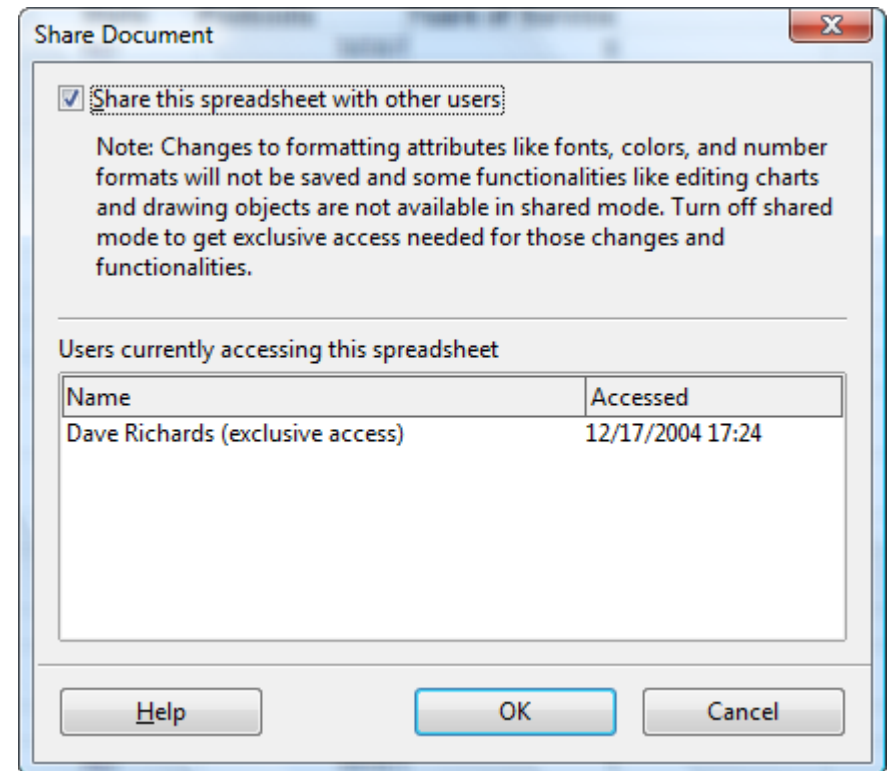 Share Document
Share this spreadsheet with other users
Note: Changes to formatting attributes like fonts, colors, and number
formats will not be saved and some functionalities like editing charts
and drawing objects are not available in shared mode. Turn off shared
mode to get exclusive access needed for those changes and
functionalities.
Users currently accessing this spreadsheet
Name Accessed
Dave Richards (exclusive access) 12/17/2004 17:24
Help OK Cancel